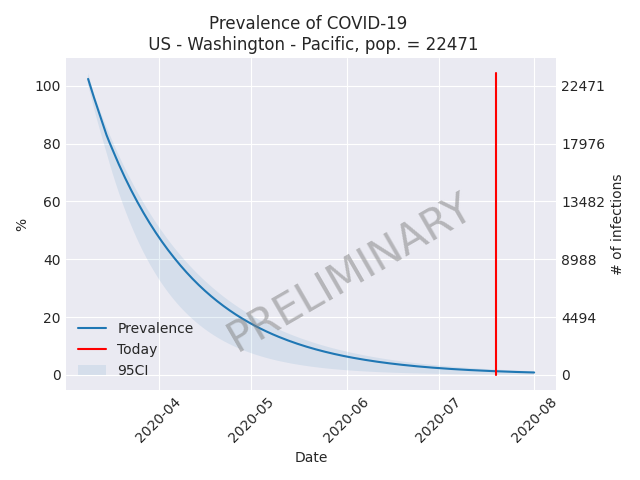 Prevalence of COVID-19
US - Washington - Pacific, pop. = 22471
100
80
60
40
20
0
%
22471
17976
13482
8988
4494
0
# of infections
PRELIMINARY
Prevalence
Today
95CI
2020-04
2020-05
2020-06
2020-07
2020-08
Date